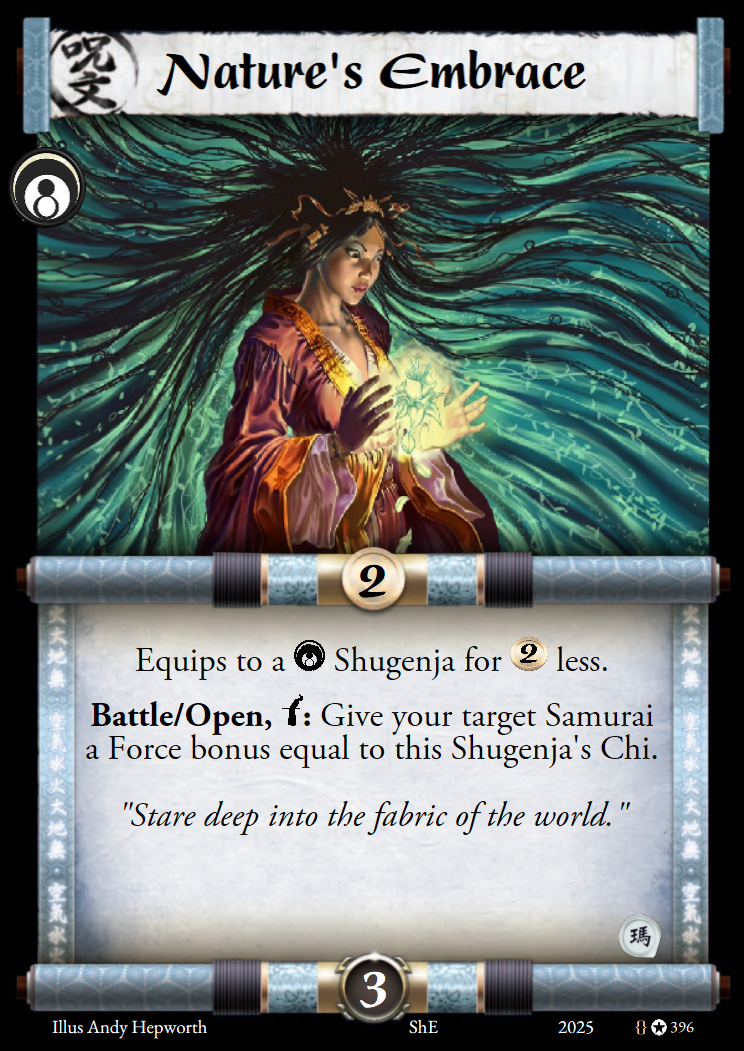 呪文
Nature's Embrace
2
Equips to a Shugenja for 2 less.
Battle/Open, : Give your target Samurai
a Force bonus equal to this Shugenja's Chi.
"Stare deep into the fabric of the world."
瑪
3
Illus Andy Hepworth ShE 2025 {} 396